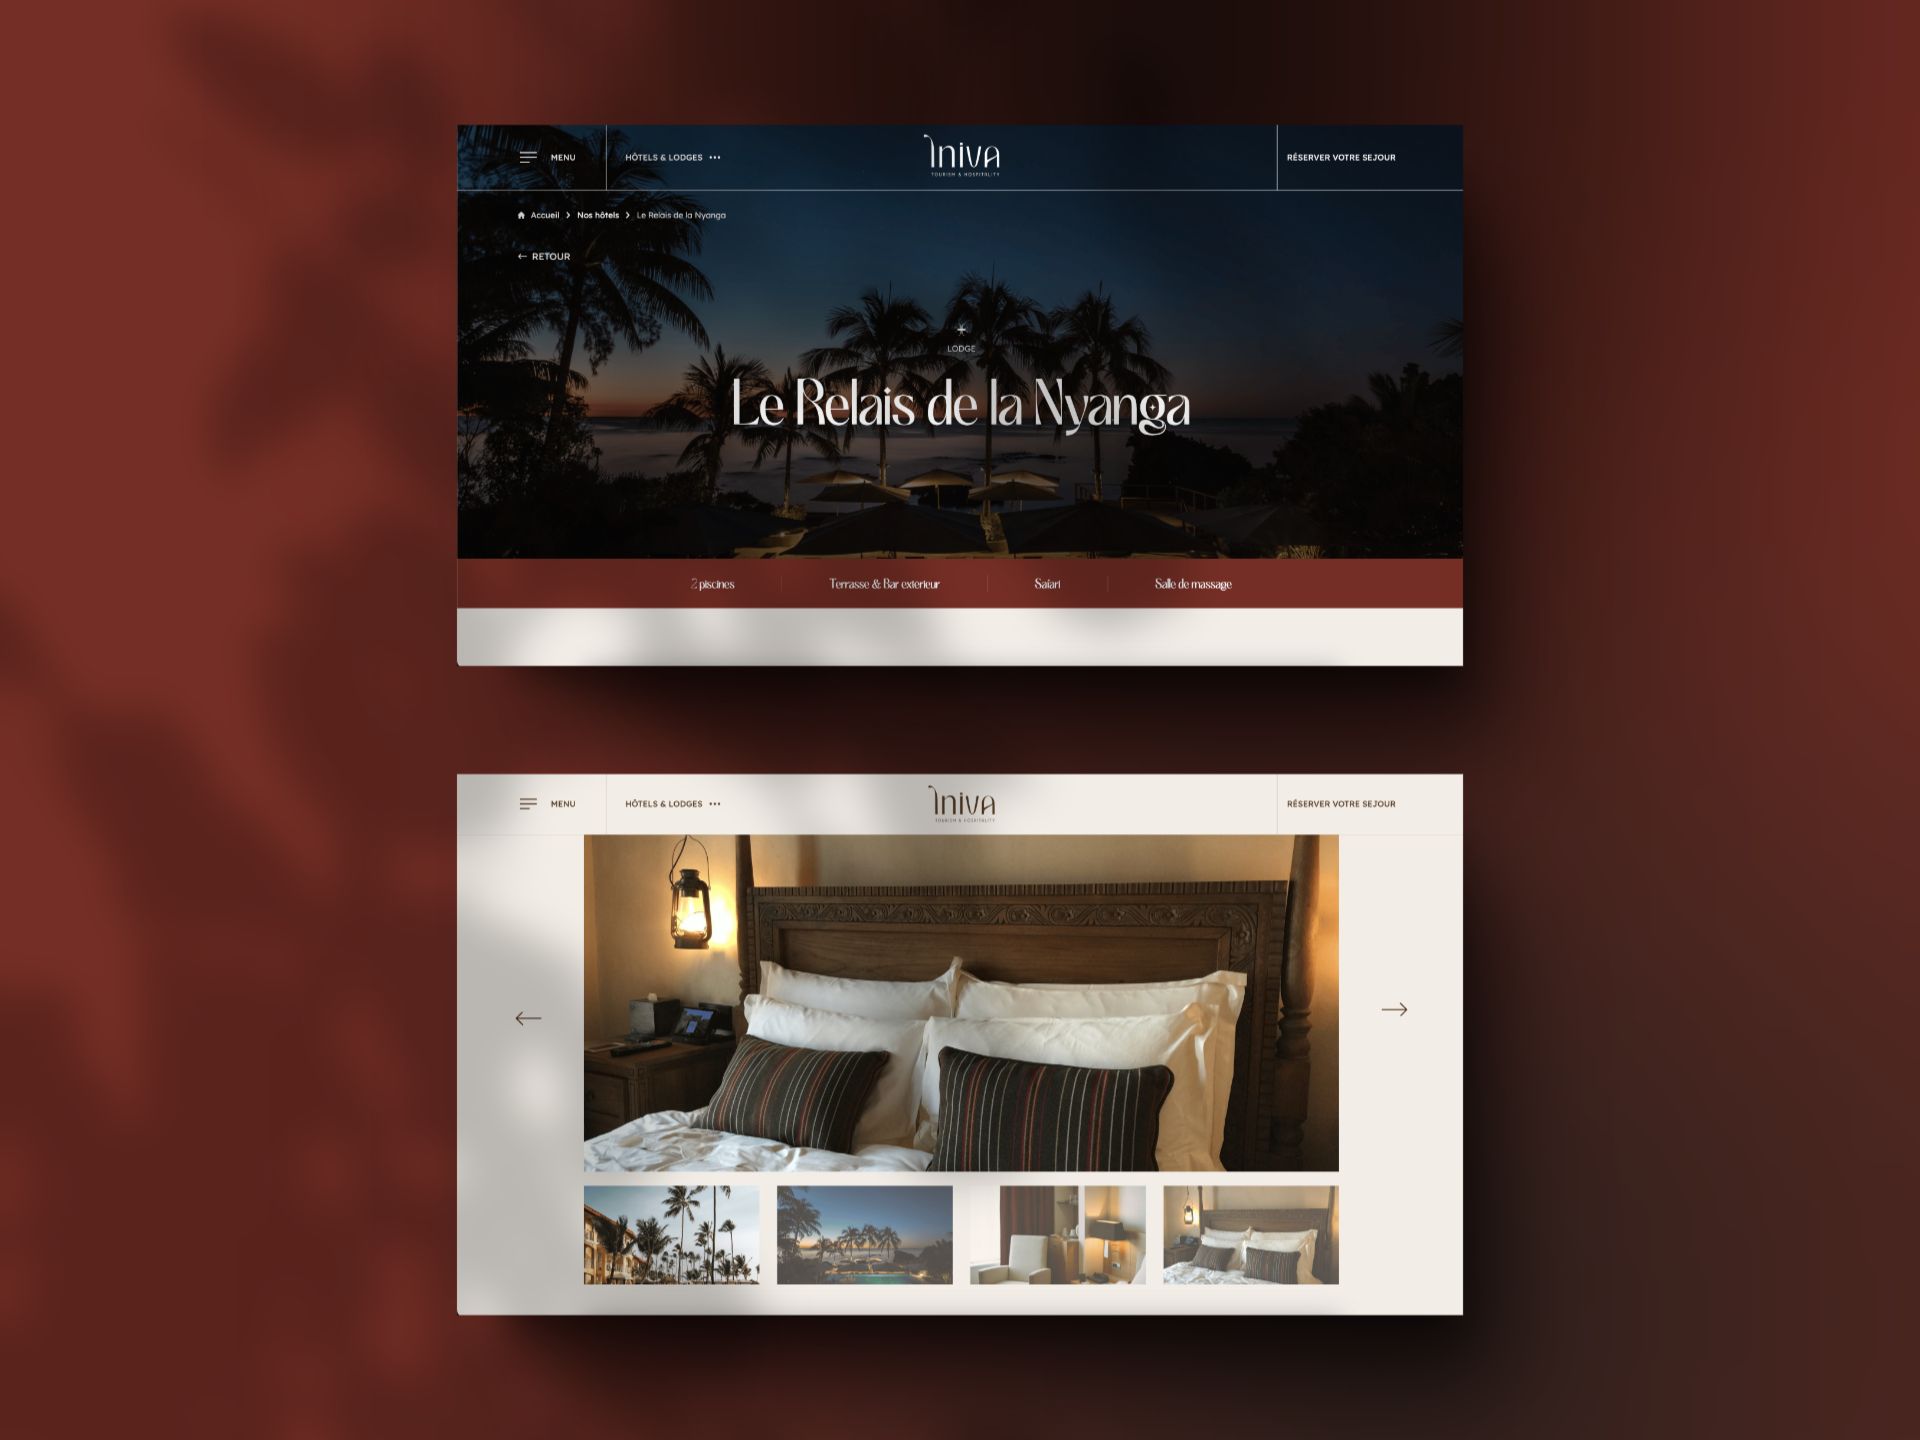 MENU
HÔTELS & LODGES •••
Iniva
TOURISM & HOSPITALITY
RÉSERVER VOTRE SEJOUR
Accueil > Nos hôtels > Le Relais de la Nyanga
← RETOUR
LODGE
Le Relais de la Nyanga
2 piscines
Terrasse & Bar exterieur
Safari
Salle de massage
MENU
HÔTELS & LODGES •••
Iniva
TOURISM & HOSPITALITY
RÉSERVER VOTRE SEJOUR